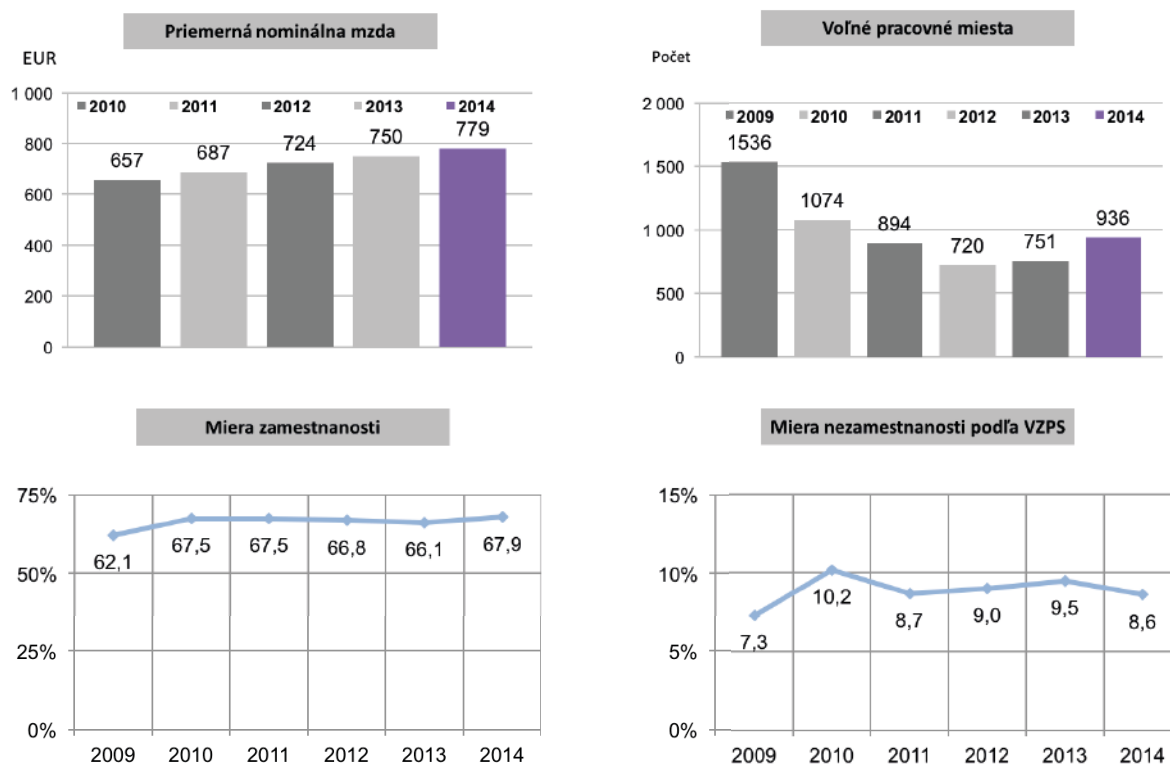 Priemerná nominálna mzda
EUR
1 000
800
600
400
200
0
2010 2011 2012 2013 2014
657 687 724 750 779
Voľné pracovné miesta
Počet
2 000
1 500
1 000
500
0
2009 2010 2011 2012 2013 2014
1536 1074 894 720 751 936
Miera zamestnanosti
75%
50%
25%
0%
62,1 67,5 67,5 66,8 66,1 67,9
2009 2010 2011 2012 2013 2014
Miera nezamestnanosti podľa VZPS
15%
10%
5%
0%
7,3 10,2 8,7 9,0 9,5 8,6
2009 2010 2011 2012 2013 2014